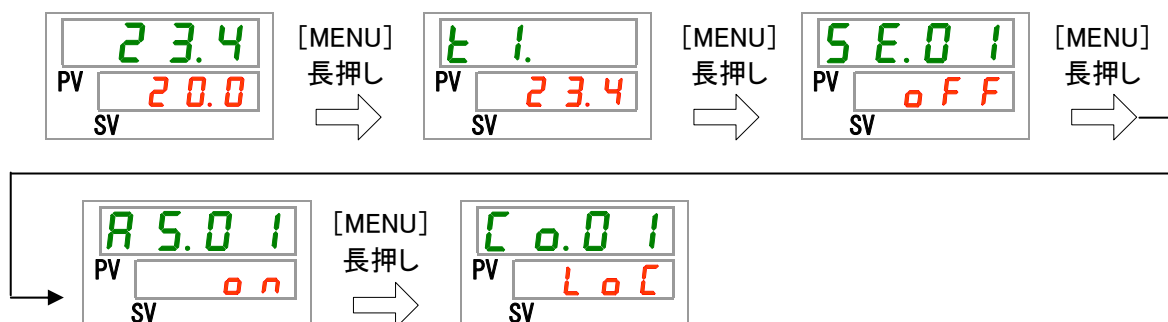 23.4
PV
20.0
SV
[MENU]
長押し
t 1.
PV
23.4
SV
[MENU]
長押し
SE.01
PV
oFF
SV
[MENU]
長押し
AS.01
PV
on
SV
[MENU]
長押し
Co.01
PV
LoC
SV